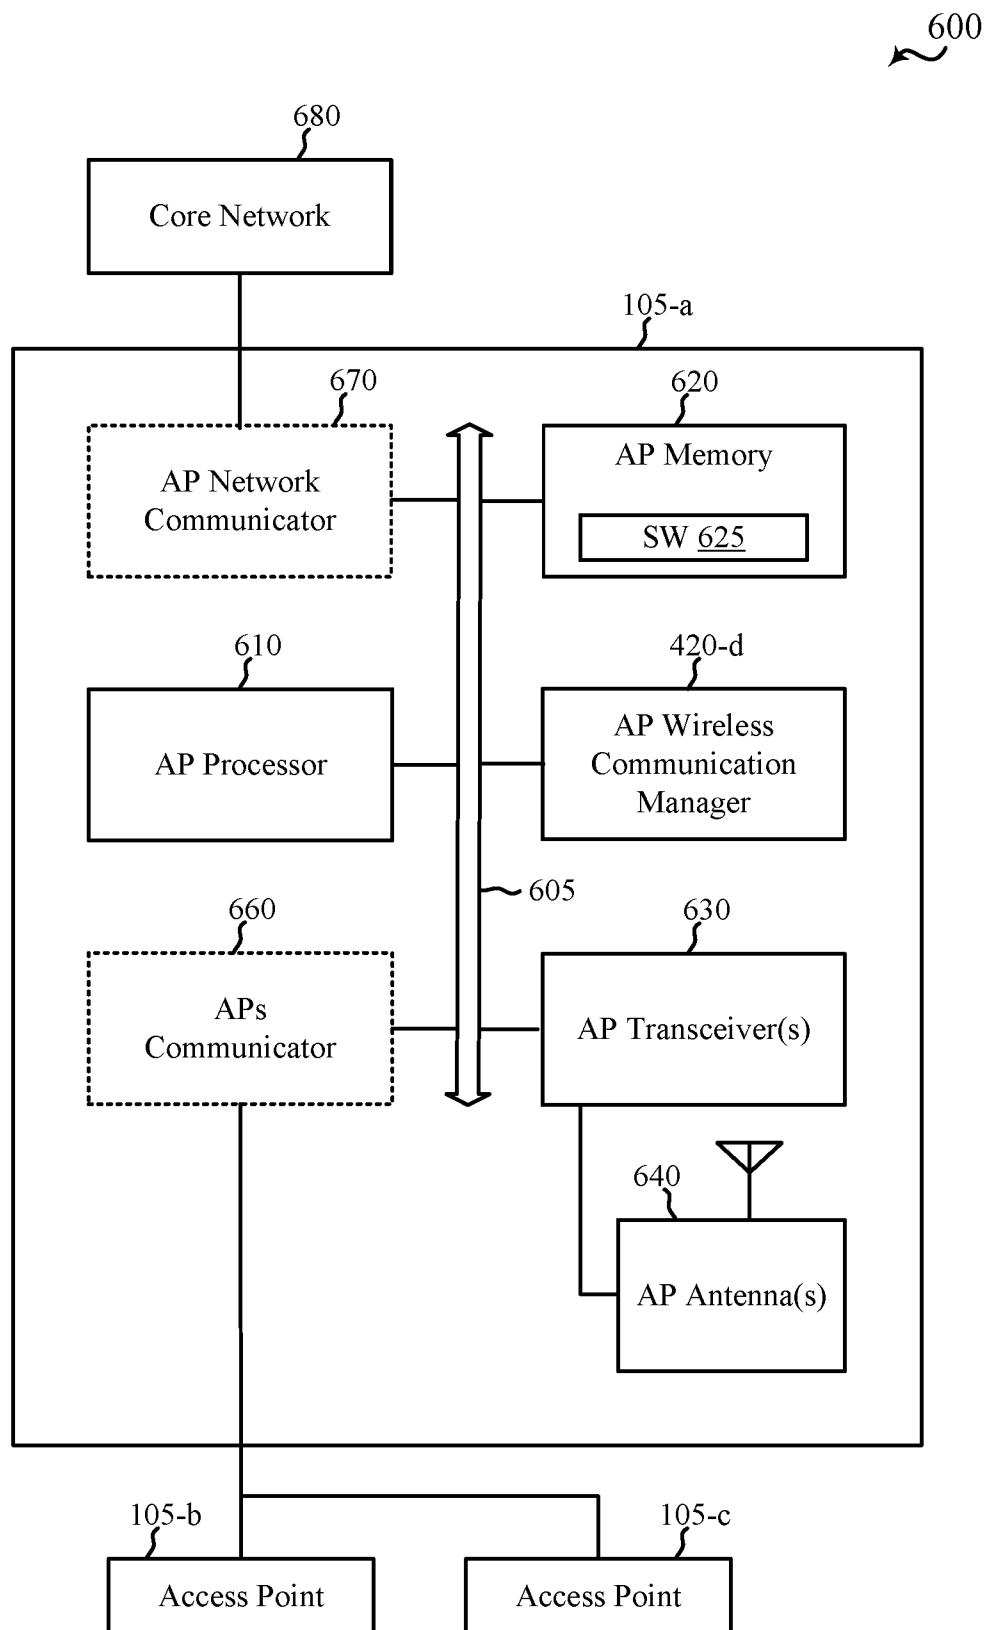 600
680
Core Network
105-a
670
620
AP Network
Communicator
AP Memory
SW 625
610
420-d
AP Processor
AP Wireless
Communication
Manager
605
660
630
APs
Communicator
AP Transceiver(s)
640
AP Antenna(s)
105-b
105-c
Access Point
Access Point